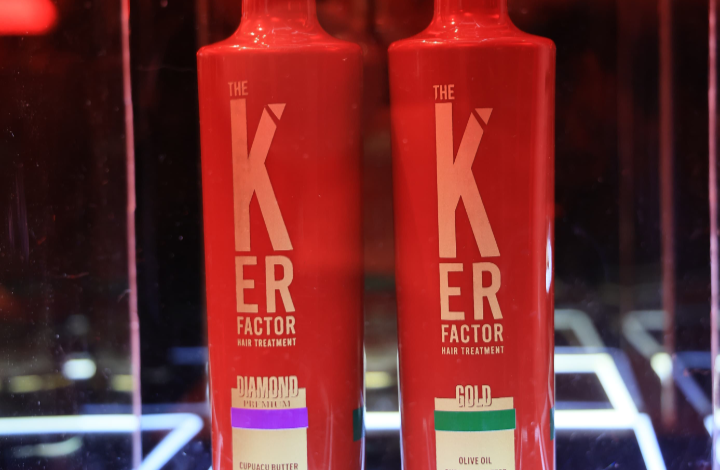 THE
K
ER
FACTOR
HAIR TREATMENT
DIAMOND
PREMIUM
CUPUACU BUTTER
THE
K
ER
FACTOR
HAIR TREATMENT
GOLD
OLIVE OIL